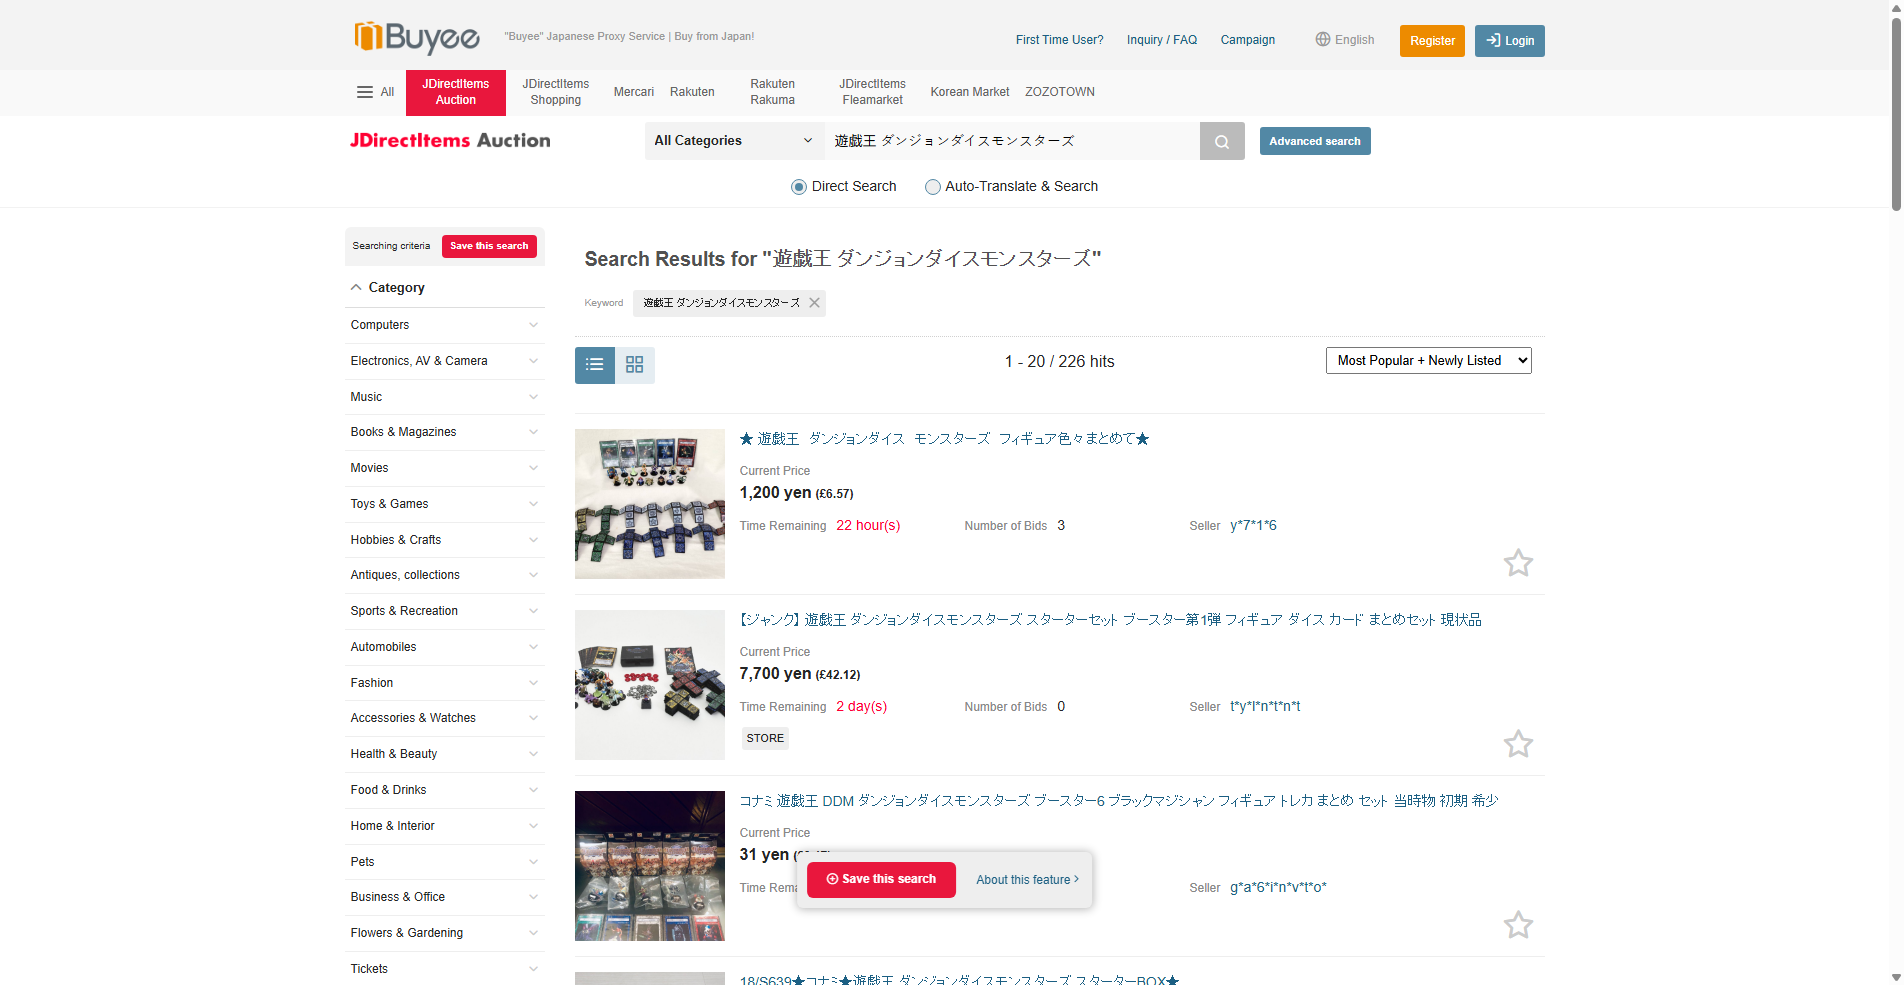 Buyee
"Buyee" Japanese Proxy Service | Buy from Japan!
First Time User?
Inquiry / FAQ
Campaign
English
Register
Login
All
JDirectItems Auction
JDirectItems Shopping
Mercari
Rakuten
Rakuten Rakuma
JDirectItems Fleamarket
Korean Market
ZOZOTOWN
JDirectItems Auction
All Categories
遊戯王 ダンジョンダイスモンスターズ
Advanced search
Direct Search
Auto-Translate & Search
Searching criteria
Save this search
Category
Computers
Electronics, AV & Camera
Music
Books & Magazines
Movies
Toys & Games
Hobbies & Crafts
Antiques, collections
Sports & Recreation
Automobiles
Fashion
Accessories & Watches
Health & Beauty
Food & Drinks
Home & Interior
Pets
Business & Office
Flowers & Gardening
Tickets
Search Results for "遊戯王 ダンジョンダイスモンスターズ"
Keyword
遊戯王 ダンジョンダイスモンスターズ
1 - 20 / 226 hits
Most Popular + Newly Listed
★ 遊戯王 ダンジョンダイス モンスターズ フィギュア色々まとめて★
Current Price
1,200 yen (£6.57)
Time Remaining 22 hour(s)
Number of Bids 3
Seller y*7*1*6
【ジャンク】 遊戯王 ダンジョンダイスモンスターズ スターターセット ブースター第1弾 フィギュア ダイス カード まとめセット 現状品
Current Price
7,700 yen (£42.12)
Time Remaining 2 day(s)
Number of Bids 0
Seller t*y*l*n*t*n*t
STORE
コナミ 遊戯王 DDM ダンジョンダイスモンスターズ ブースター6 ブラックマジシャン フィギュア トレカ まとめ セット 当時物 初期 希少
Current Price
31 yen
Time Rema
Seller g*a*6*i*n*v*t*o*
Save this search
About this feature
18/S639★コナミ★遊戯王 ダンジョンダイスモンスターズ スターターBOX★